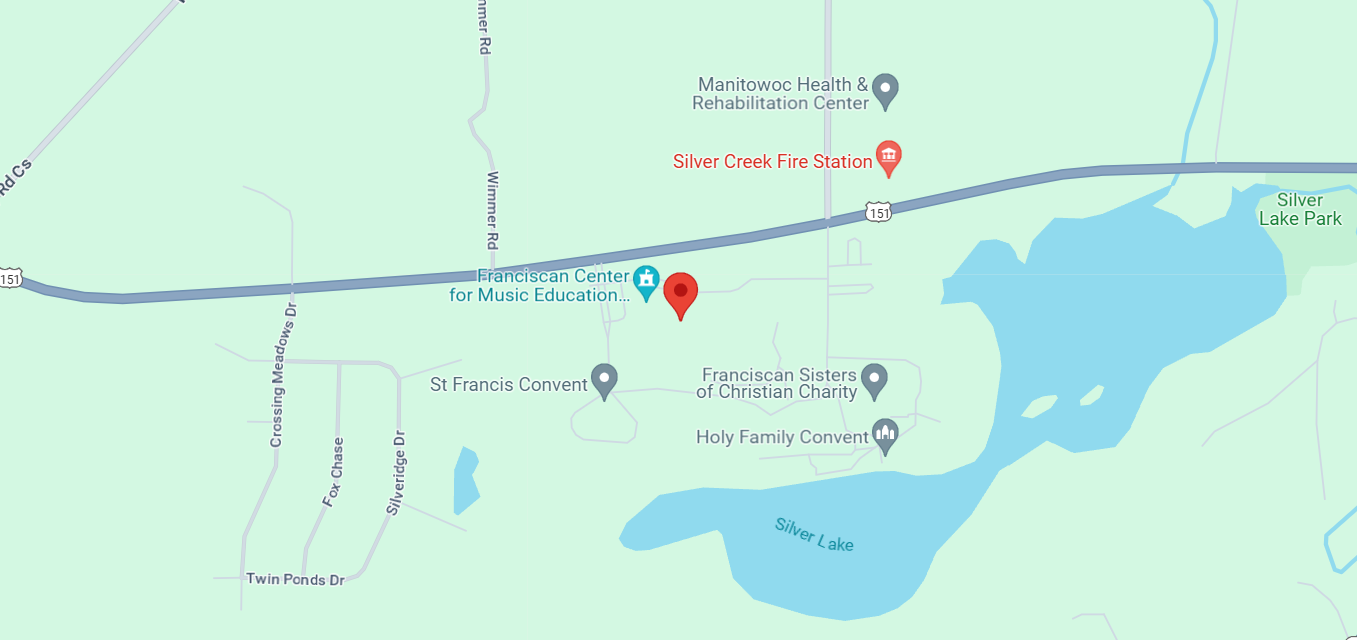 Wimmer Rd
Manitowoc Health &
Rehabilitation Center
Silver Creek Fire Station
Rd Cs
Wimmer Rd
151
Silver
Lake Park
151
Franciscan Center
for Music Education...
Crossing Meadows Dr
St Francis Convent
Franciscan Sisters
of Christian Charity
Holy Family Convent
Fox Chase
Silveridge Dr
Silver Lake
Twin Ponds Dr